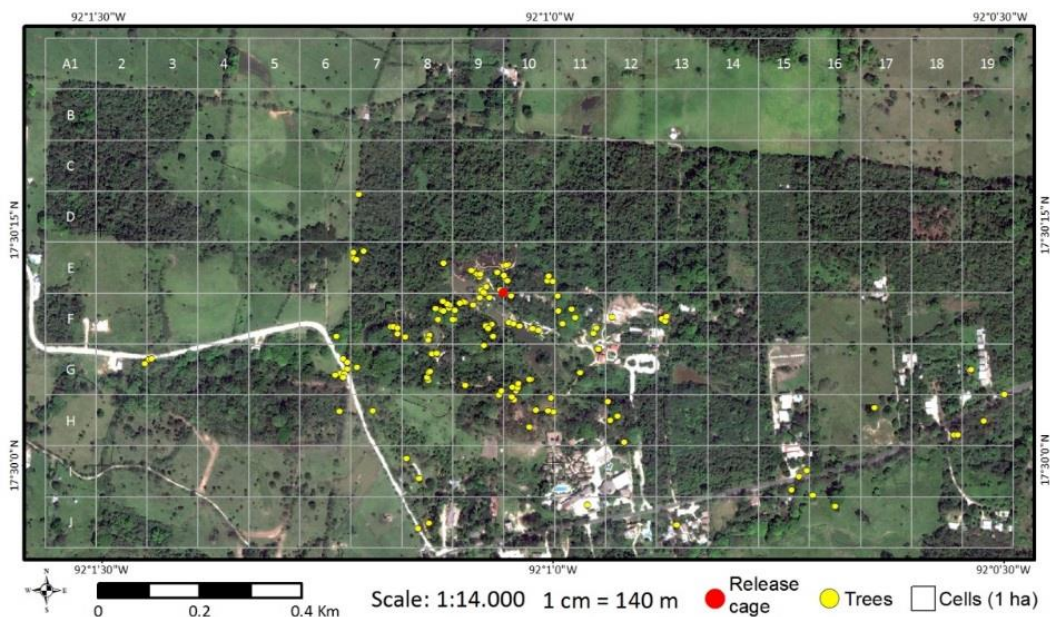 92°1'30"W 92°1'0"W 92°0'30"W
A1 2 3 4 5 6 7 8 9 10 11 12 13 14 15 16 17 18 19
B
C
D
17°30'15"N 17°30'15"N
E
F
G
H
17°30'0"N 17°30'0"N
J
92°1'30"W 92°1'0"W 92°0'30"W
N
W E
S
0 0.2 0.4 Km
Scale: 1:14.000 1 cm = 140 m
Release
cage
Trees
Cells (1 ha)